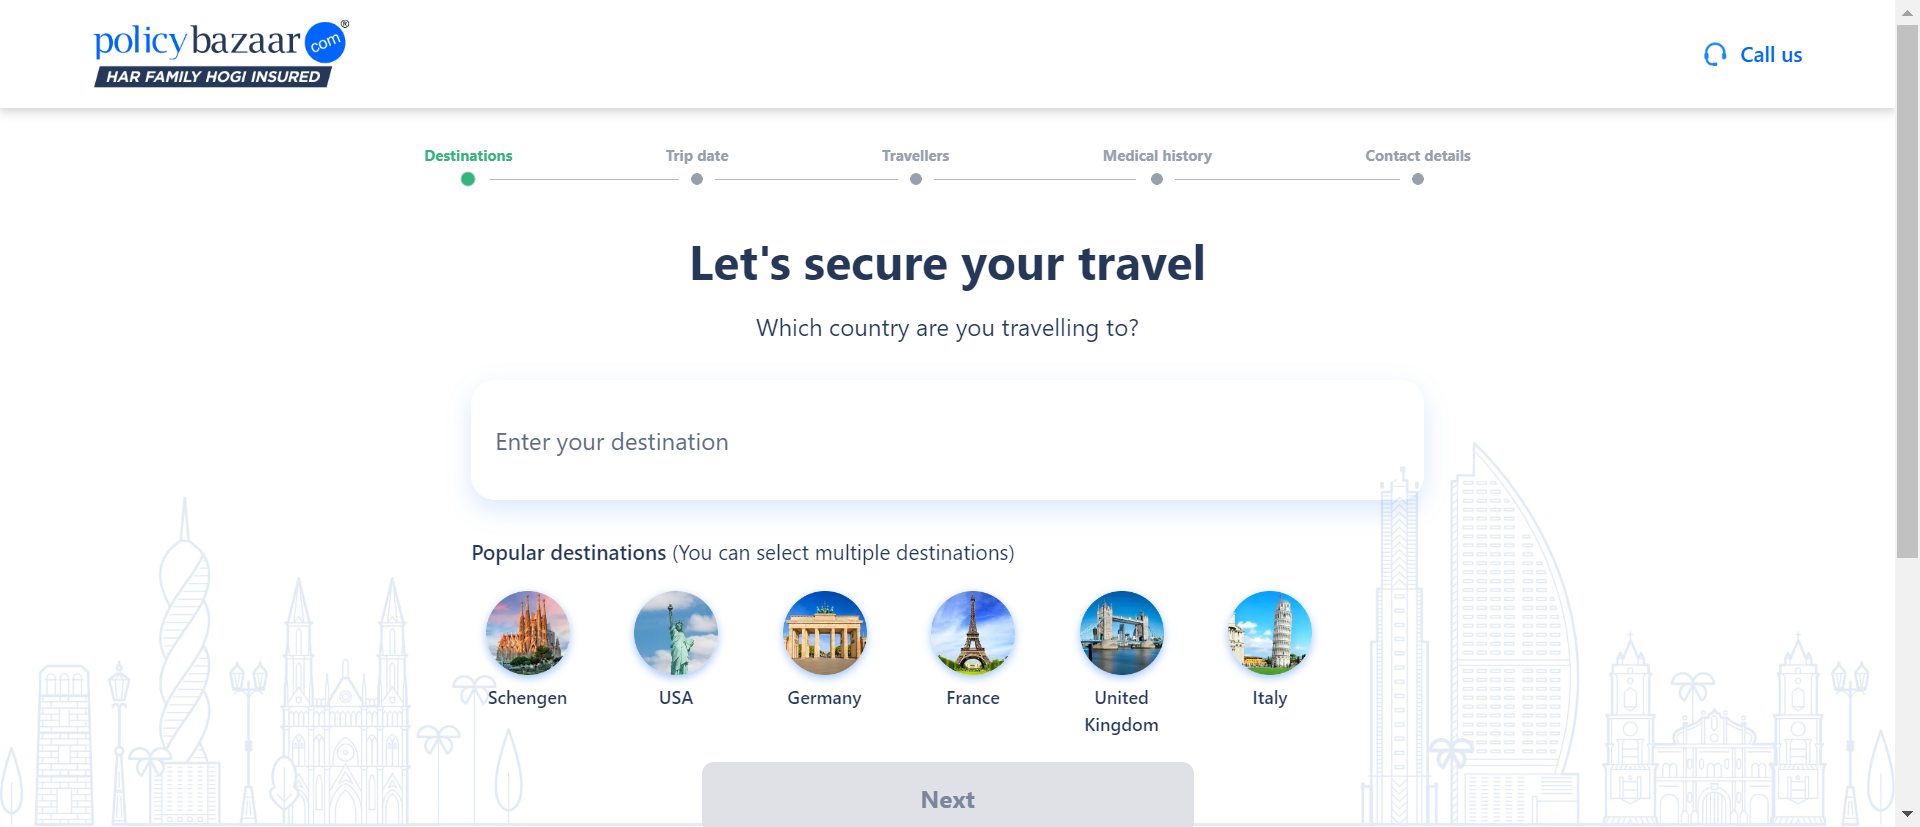 policybazaar com ®
HAR FAMILY HOGI INSURED
Call us
Destinations
Trip date
Travellers
Medical history
Contact details
Let's secure your travel
Which country are you travelling to?
Enter your destination
Popular destinations (You can select multiple destinations)
Schengen
USA
Germany
France
United
Kingdom
Italy
Next